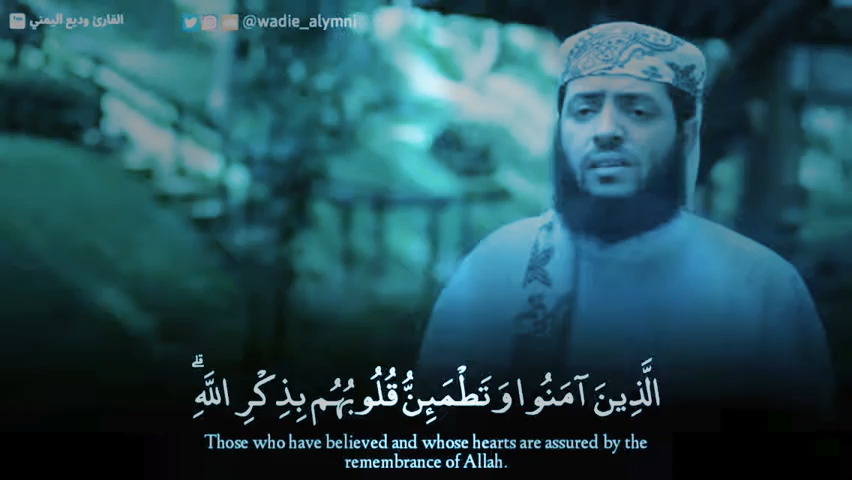 القارئ وديع اليمني
@wadie_alymni
الَّذِينَ آمَنُوا وَتَطْمَئِنُّ قُلُوبُهُم بِذِكْرِ اللَّهِ ۗ
Those who have believed and whose hearts are assured by the
remembrance of Allah.